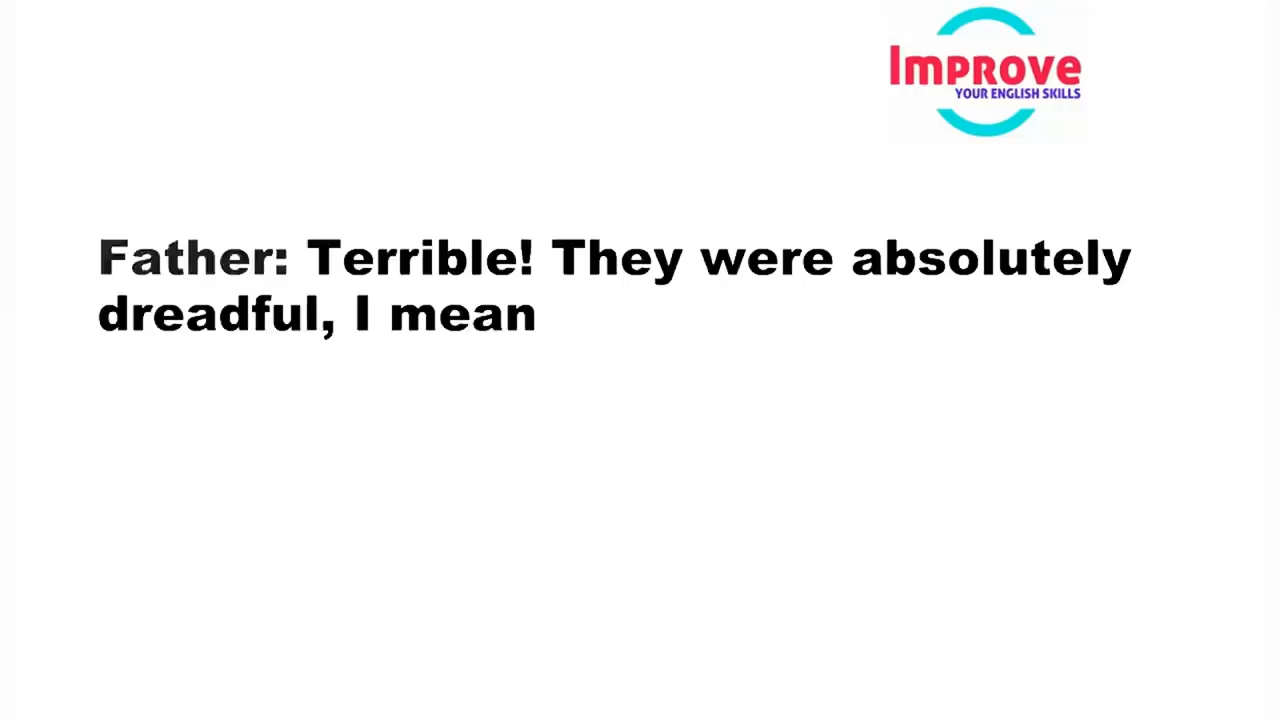 Improve
YOUR ENGLISH SKILLS
Father: Terrible! They were absolutely
dreadful, I mean